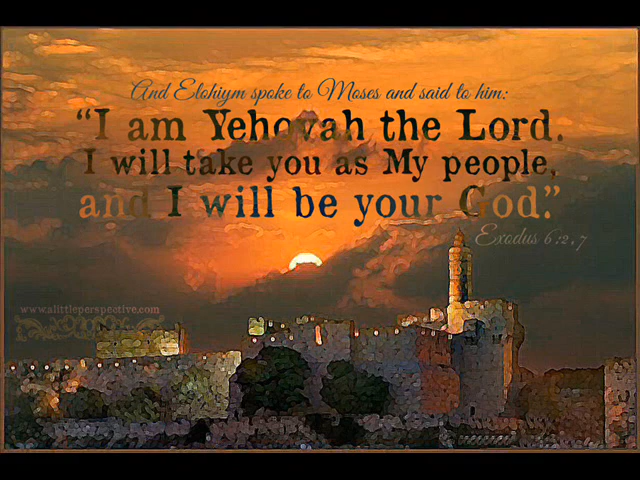 And Elohiym spoke to Moses and said to him:
“I am Yehovah the Lord.
I will take you as My people,
and I will be your God.”
Exodus 6:2,7
www.alittleperspective.com